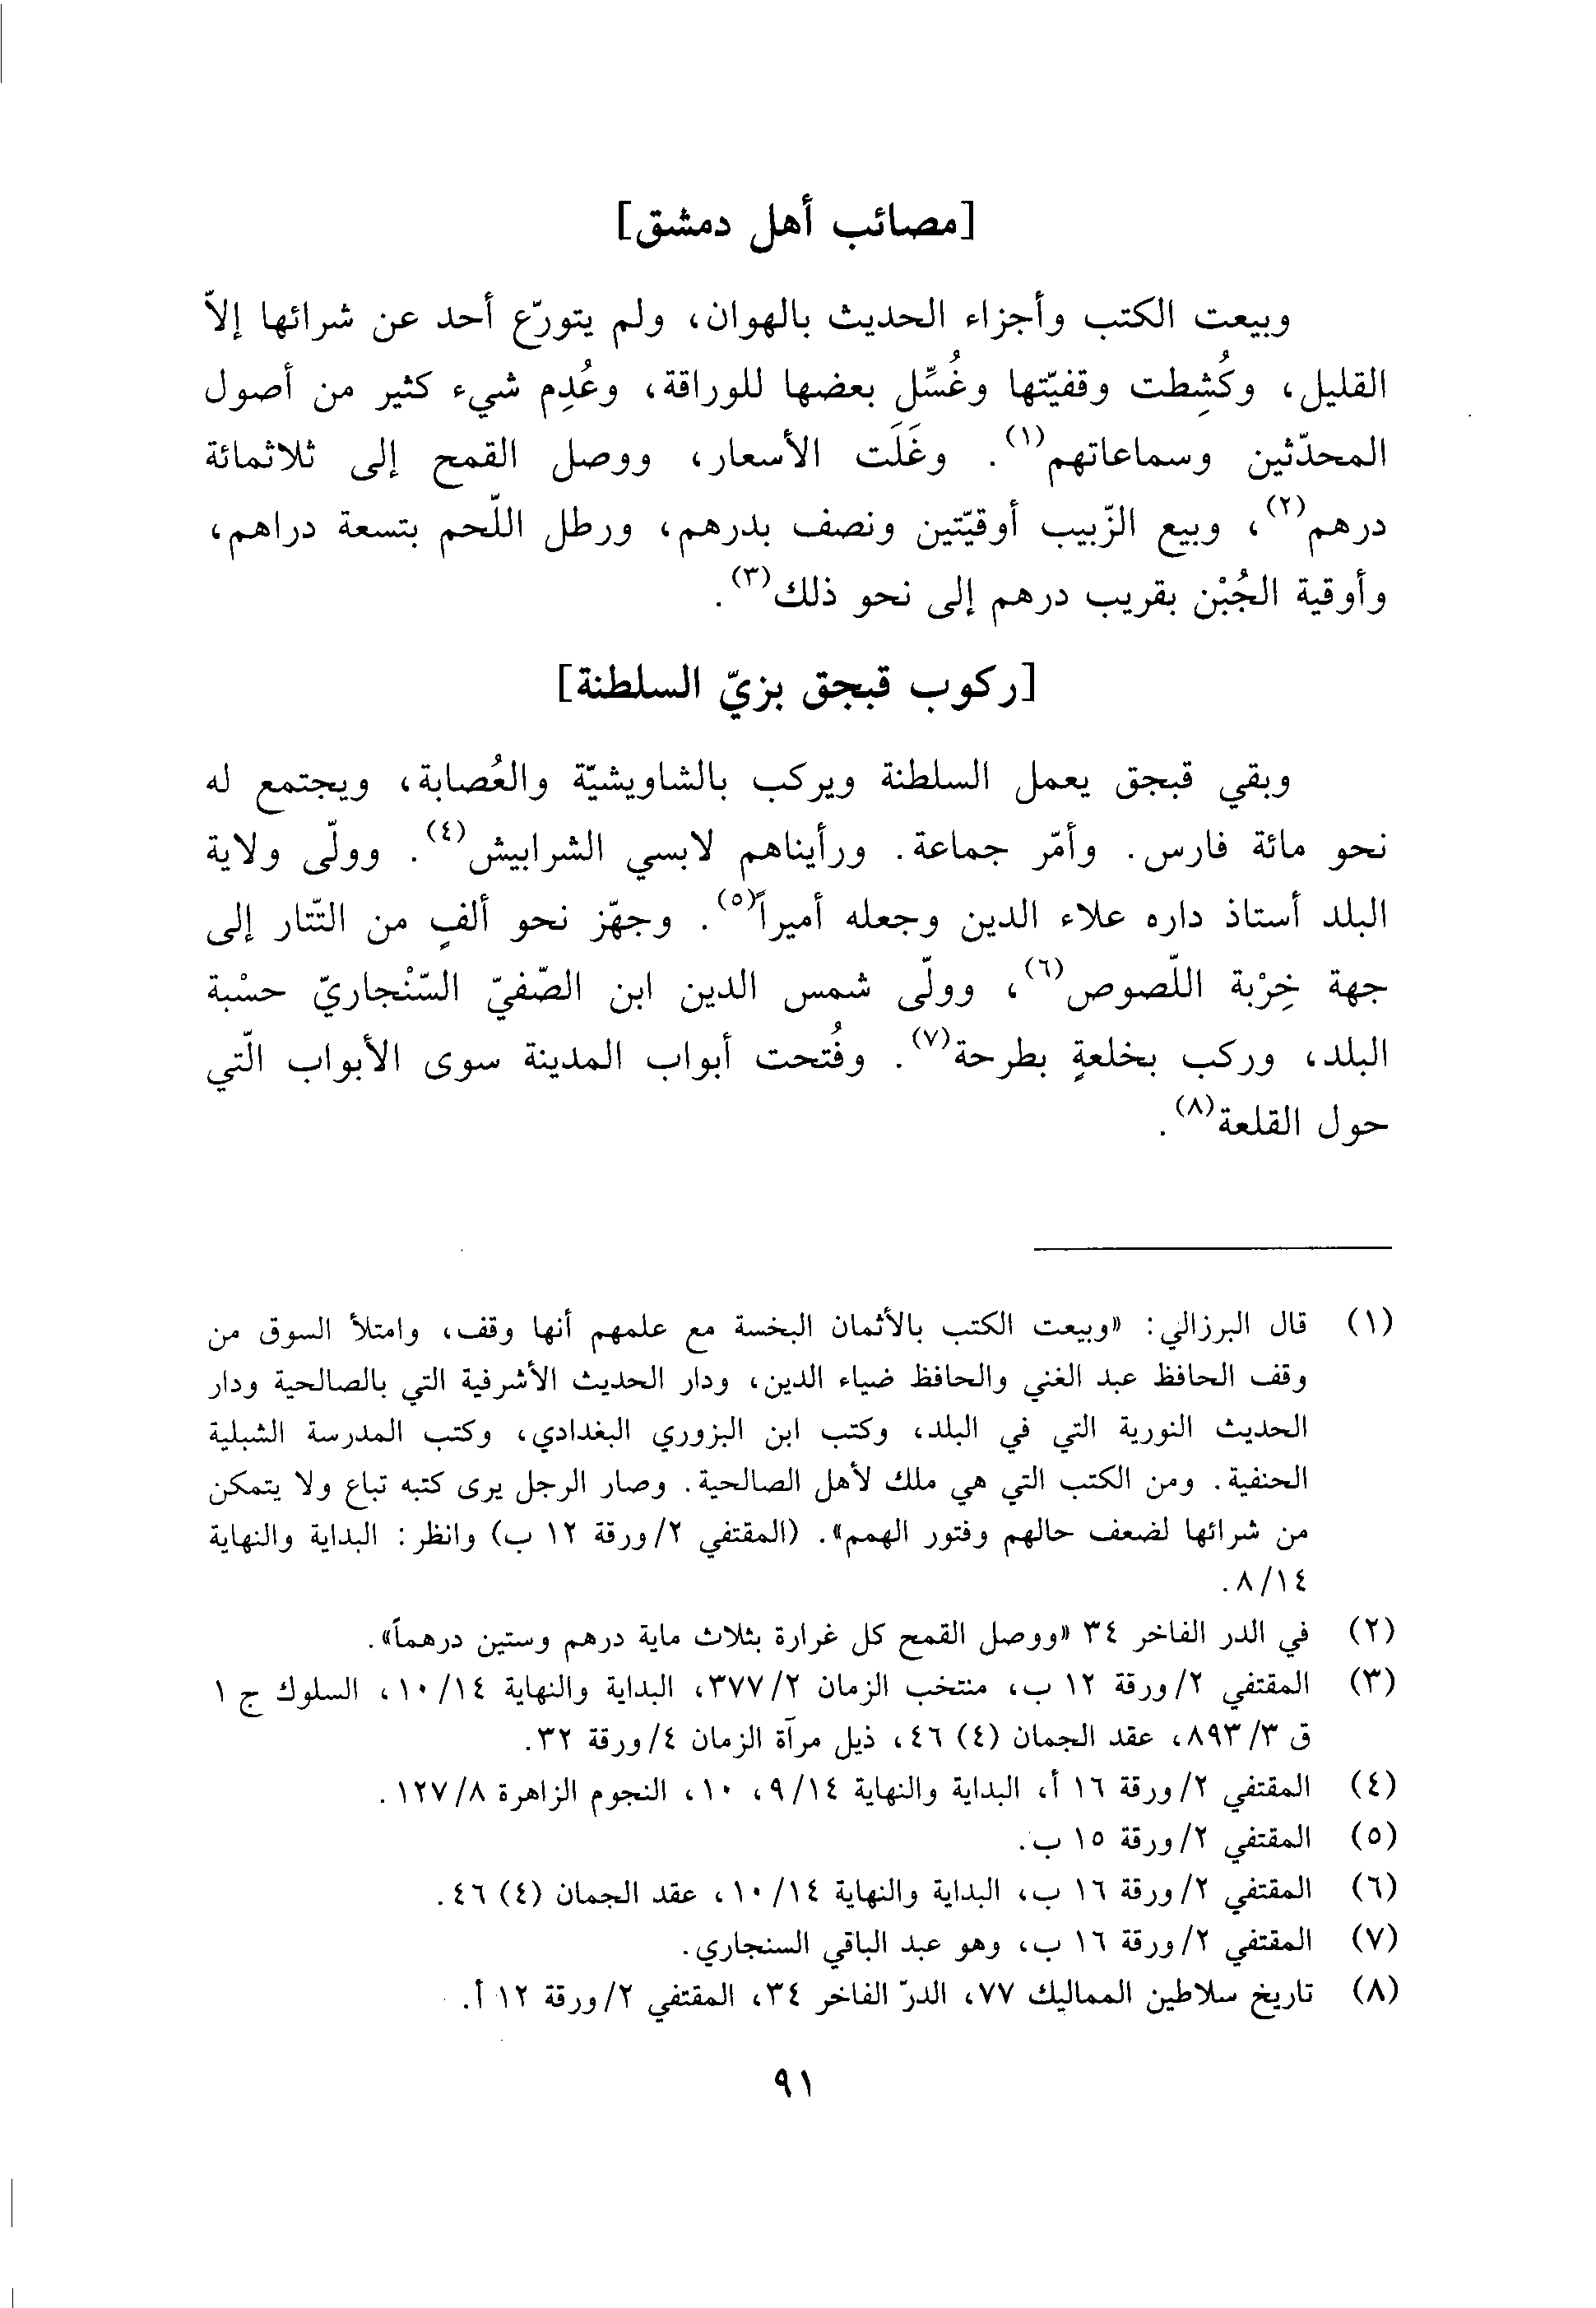 [مصائب أهل دمشق]
وبيعت الكتب وأجزاء الحديث بالهوان، ولم يتورّع أحد عن شرائها إلاّ
القليل، وكُشِطت وقفيّتها وغُسِّل بعضها للوراقة، وعُدِم شيء كثير من أصول
المحدّثين وسماعاتهم(١). وغَلَت الأسعار، ووصل القمح إلى ثلاثمائة
درهم(٢)، وبيع الزّبيب أوقيّتين ونصف بدرهم، ورطل اللّحم بتسعة دراهم،
وأوقية الجُبْن بقريب درهم إلى نحو ذلك(٣).
[ركوب قبجق بزيّ السلطنة]
وبقي قبجق يعمل السلطنة ويركب بالشاويشيّة والعُصابة، ويجتمع له
نحو مائة فارس. وأمّر جماعة. ورأيناهم لابسي الشرابيش(٤). وولّى ولاية
البلد أستاذ داره علاء الدين وجعله أميراً(٥). وجهّز نحو ألفٍ من التّتار إلى
جهة خِرْبة اللّصوص(٦)، وولّى شمس الدين ابن الصّفيّ السّنْجاريّ حسْبة
البلد، وركب بخلعةٍ بطرحة(٧). وفُتحت أبواب المدينة سوى الأبواب الّتي
حول القلعة(٨).
(١) قال البرزالي: «وبيعت الكتب بالأثمان البخسة مع علمهم أنها وقف، وامتلأ السوق من
وقف الحافظ عبد الغني والحافظ ضياء الدين، ودار الحديث الأشرفية التي بالصالحية ودار
الحديث النورية التي في البلد، وكتب ابن البزوري البغدادي، وكتب المدرسة الشبلية
الحنفية. ومن الكتب التي هي ملك لأهل الصالحية. وصار الرجل يرى كتبه تباع ولا يتمكن
من شرائها لضعف حالهم وفتور الهمم». (المقتفي ٢/ورقة ١٢ ب) وانظر: البداية والنهاية
٨/١٤.
(٢) في الدر الفاخر ٣٤ «ووصل القمح كل غرارة بثلاث ماية درهم وستين درهماً».
(٣) المقتفي ٢/ورقة ١٢ ب، منتخب الزمان ٣٧٧/٢، البداية والنهاية ١٠/١٤، السلوك ج ١
ق ٨٩٣/٣، عقد الجمان (٤) ٤٦، ذيل مرآة الزمان ٤/ورقة ٣٢.
(٤) المقتفي ٢/ورقة ١٦ أ، البداية والنهاية ٩/١٤، ١٠، النجوم الزاهرة ١٢٧/٨.
(٥) المقتفي ٢/ورقة ١٥ ب.
(٦) المقتفي ٢/ورقة ١٦ ب، البداية والنهاية ١٠/١٤، عقد الجمان (٤) ٤٦.
(٧) المقتفي ٢/ورقة ١٦ ب، وهو عبد الباقي السنجاري.
(٨) تاريخ سلاطين المماليك ٧٧، الدرّ الفاخر ٣٤، المقتفي ٢/ورقة ١٢ أ.
٩١